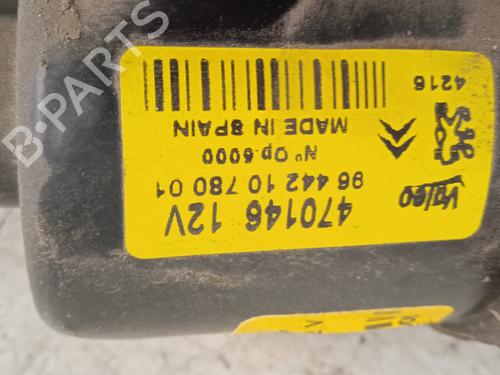 Valeo
470146 12V
96 442 10 780 01
Nº Op.6000
MADE IN SPAIN
4216
V
B-PARTS